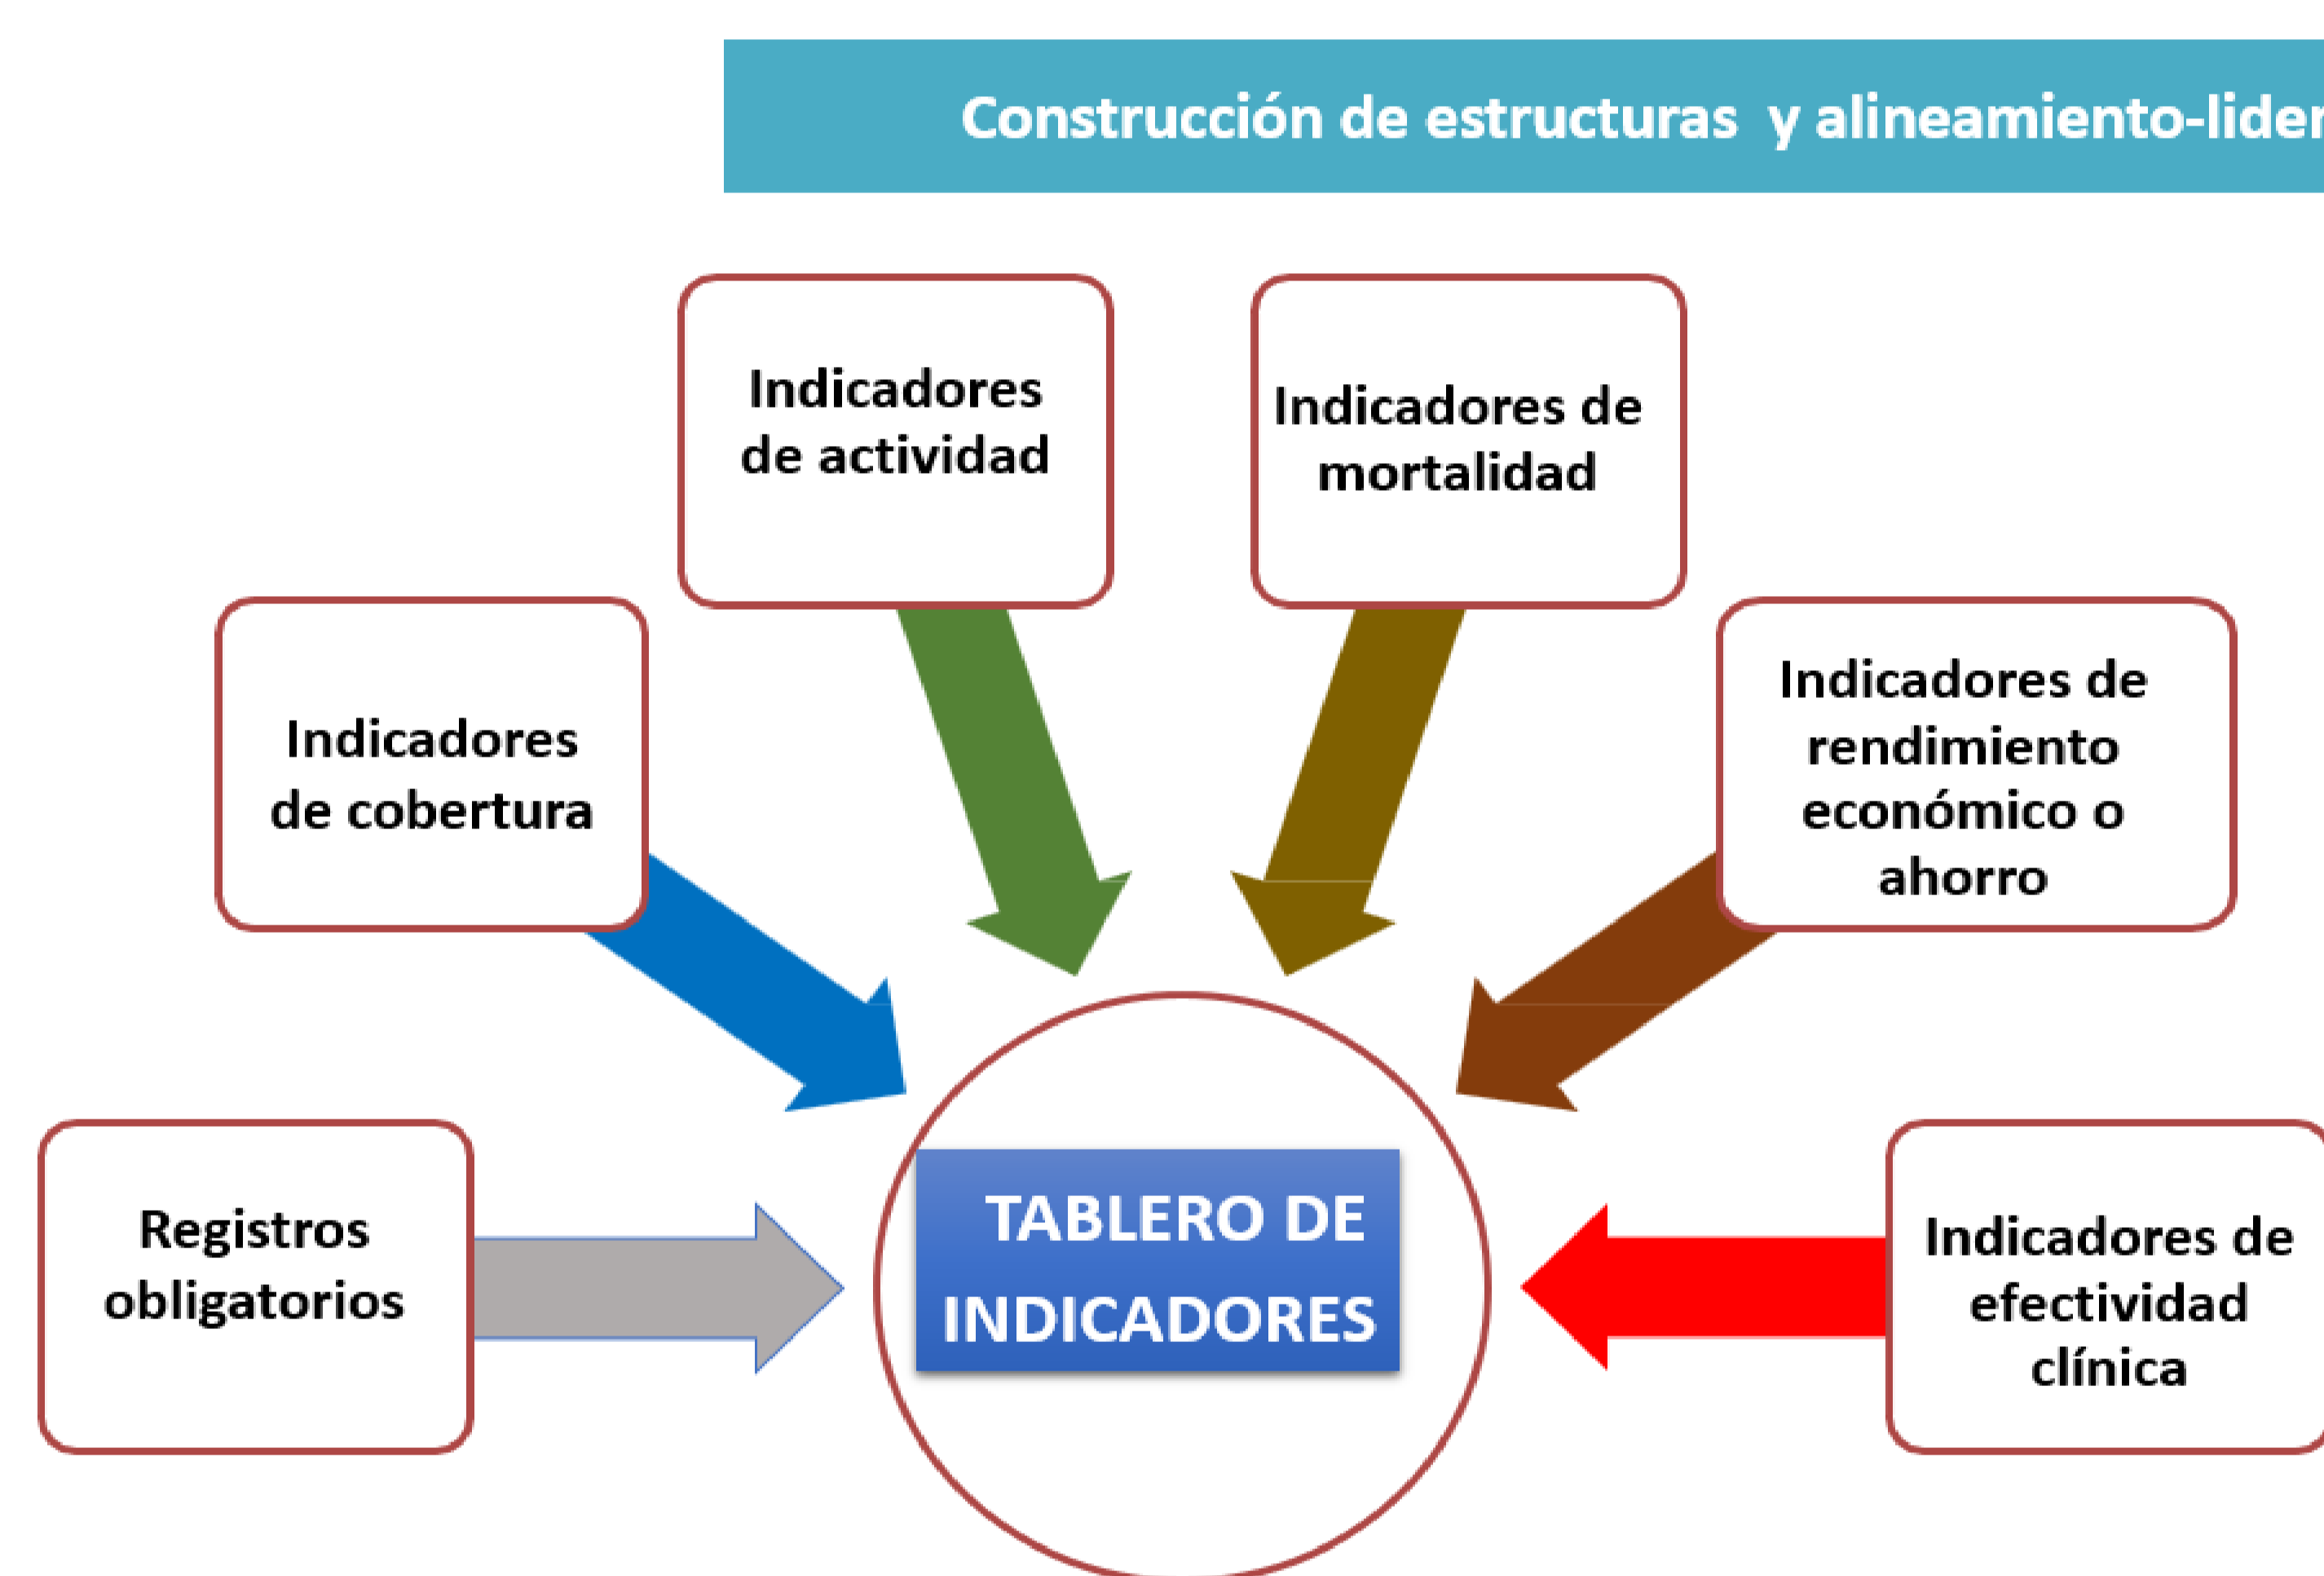 Construcción de estructuras y alineamiento-lider
Indicadores
de actividad
Indicadores de
mortalidad
Indicadores
de cobertura
Indicadores de
rendimiento
económico o
ahorro
Registros
obligatorios
TABLERO DE
INDICADORES
Indicadores de
efectividad
clínica